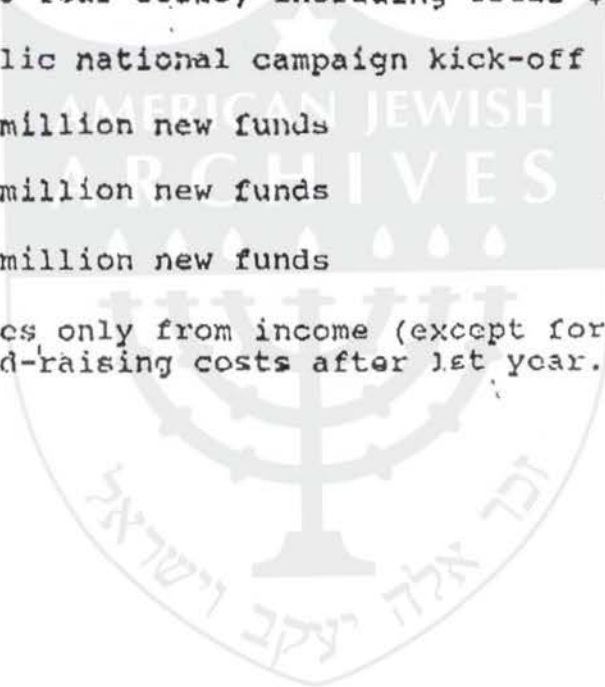 lic national campaign kick-off
AMERICAN JEWISH
million new funds
ARCHIVES
million new funds
million new funds
es only from income (except for
d-raising costs after 1st year.
זכר אלה יעקב וישראל